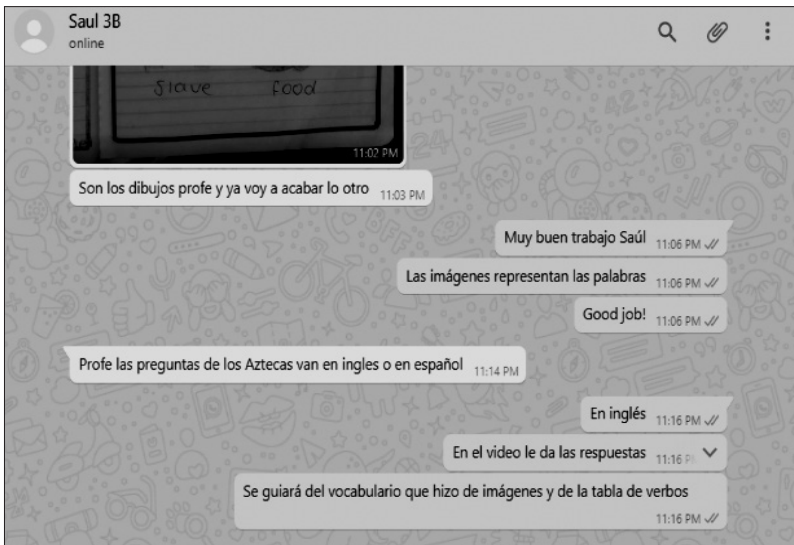 Saul 3B
online
Slave food
11:02 PM
Son los dibujos profe y ya voy a acabar lo otro 11:03 PM
Muy buen trabajo Saúl 11:06 PM
Las imágenes representan las palabras 11:06 PM
Good job! 11:06 PM
Profe las preguntas de los Aztecas van en ingles o en español 11:14 PM
En inglés 11:16 PM
En el video le da las respuestas 11:16 P
Se guiará del vocabulario que hizo de imágenes y de la tabla de verbos
11:16 PM